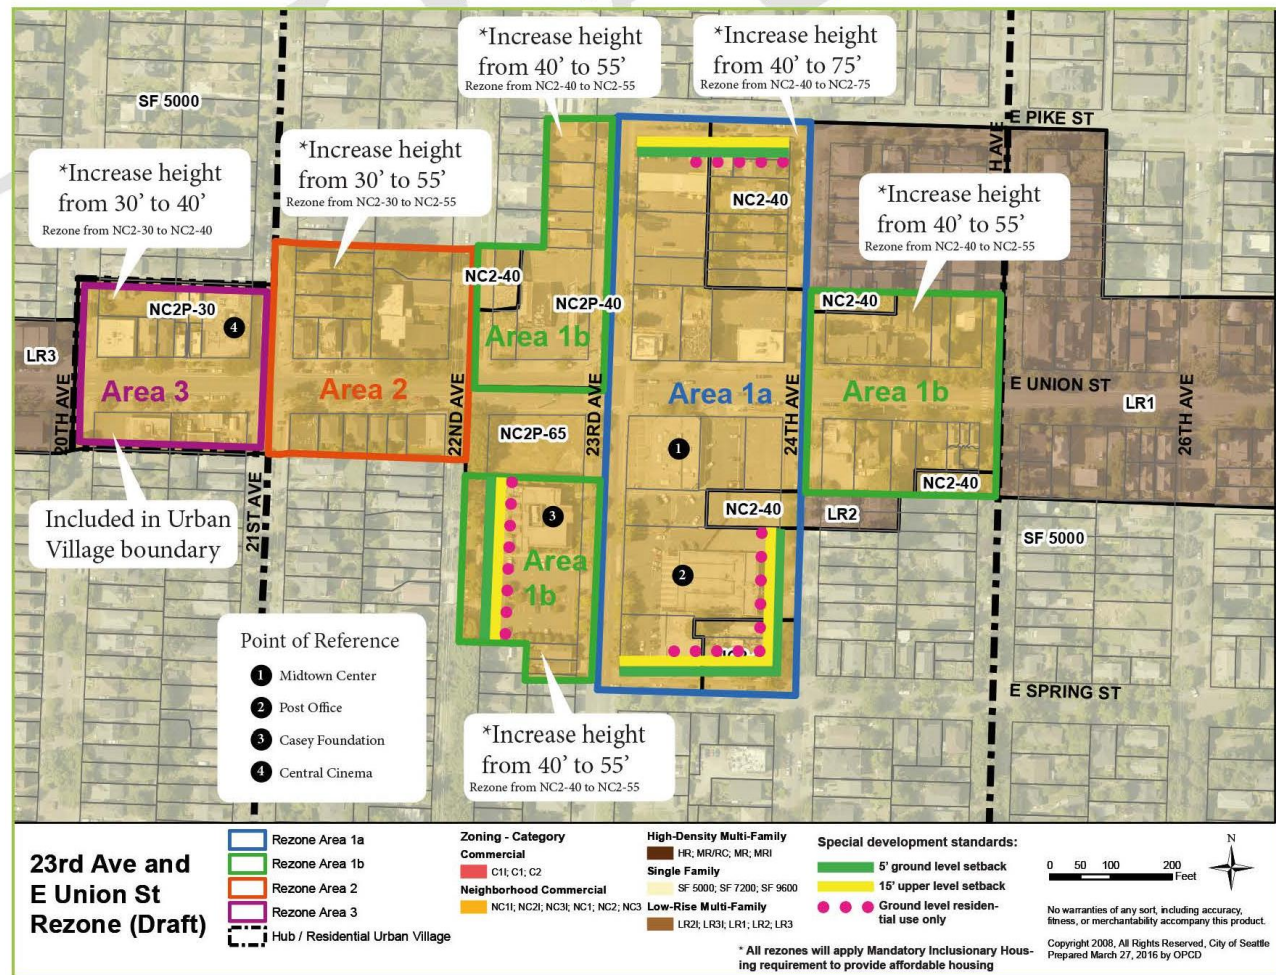 *Increase height
from 40' to 55'
Rezone from NC2-40 to NC2-55
*Increase height
from 40' to 75'
Rezone from NC2-40 to NC2-75
SF 5000
E PIKE ST
H AVE
*Increase height
from 30' to 55'
Rezone from NC2-30 to NC2-55
*Increase height
from 30' to 40'
Rezone from NC2-30 to NC2-40
*Increase height
from 40' to 55'
Rezone from NC2-40 to NC2-55
NC2-40
NC2-40
NC2P-40
NC2-40
NC2P-30
4
LR3
Area 1b
Area 3
Area 2
Area 1a
Area 1b
E UNION ST
LR1
20TH AVE
22ND AVE
23RD AVE
24TH AVE
26TH AVE
NC2P-65
1
NC2-40
NC2-40
LR2
Included in Urban
Village boundary
21ST AVE
3
SF 5000
Area
1b
2
Point of Reference
1 Midtown Center
2 Post Office
3 Casey Foundation
4 Central Cinema
E SPRING ST
*Increase height
from 40' to 55'
Rezone from NC2-40 to NC2-55
23rd Ave and
E Union St
Rezone (Draft)
Rezone Area 1a
Rezone Area 1b
Rezone Area 2
Rezone Area 3
Hub / Residential Urban Village
Zoning - Category
Commercial
C1I; C1; C2
Neighborhood Commercial
NC1I; NC2I; NC3I; NC1; NC2; NC3
High-Density Multi-Family
HR; MR/RC; MR; MRI
Single Family
SF 5000; SF 7200; SF 9600
Low-Rise Multi-Family
LR2I; LR3I; LR1; LR2; LR3
Special development standards:
5' ground level setback
15' upper level setback
Ground level residen-
tial use only
* All rezones will apply Mandatory Inclusionary Hous-
ing requirement to provide affordable housing
N
0 50 100 200
Feet
No warranties of any sort, including accuracy,
fitness, or merchantability accompany this product.
Copyright 2008, All Rights Reserved, City of Seattle
Prepared March 27, 2016 by OPCD